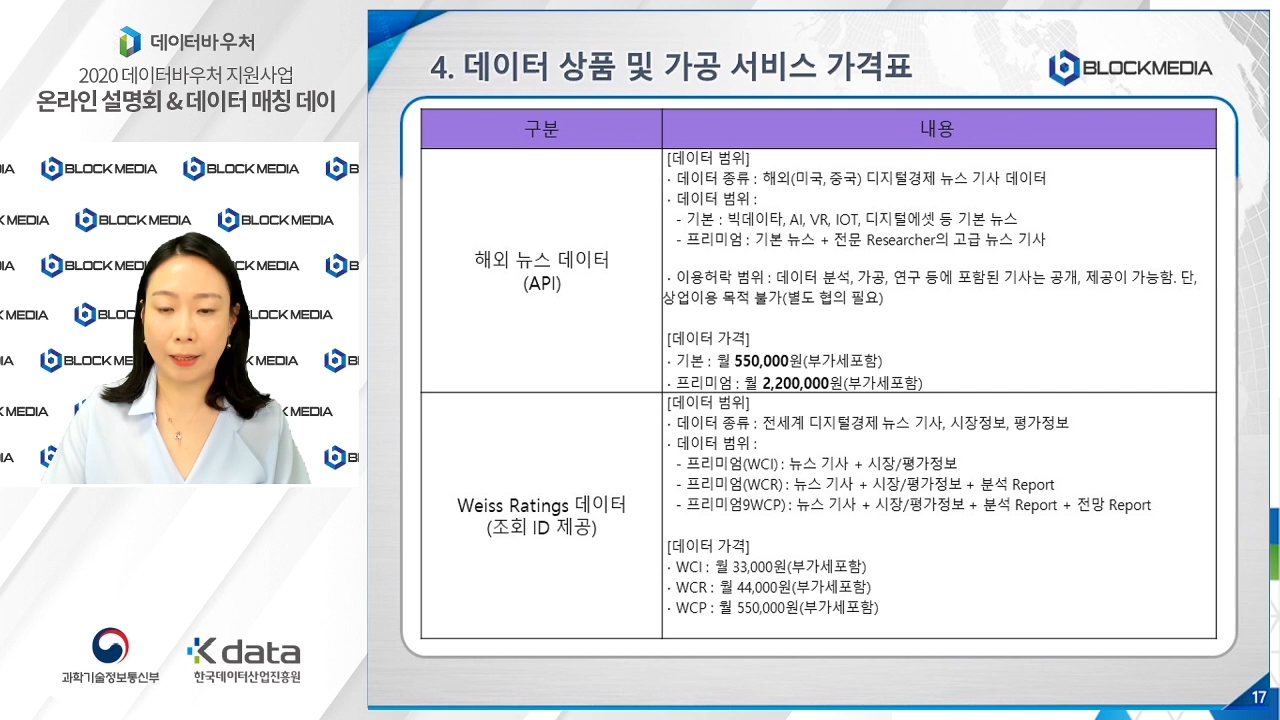 데이터바우처
2020 데이터바우처 지원사업
온라인 설명회 & 데이터 매칭 데이
DIA
BLOCKMEDIA
BLOCKMEDIA
B
KMEDIA
BLOCKMEDIA
BLOCKMEDIA
DIA
BLOCKMEDIA
B
KMEDIA
BLOCKMEDIA
DIA
BLOCKME
B
KMEDIA
KMEDIA
DIA
B
과학기술정보통신부
K data
한국데이터산업진흥원
4. 데이터 상품 및 가공 서비스 가격표
BLOCKMEDIA
구분
내용
해외 뉴스 데이터
(API)
[데이터 범위]
· 데이터 종류 : 해외(미국, 중국) 디지털경제 뉴스 기사 데이터
· 데이터 범위 :
- 기본 : 빅데이타, AI, VR, IOT, 디지털에셋 등 기본 뉴스
- 프리미엄 : 기본 뉴스 + 전문 Researcher의 고급 뉴스 기사
· 이용허락 범위 : 데이터 분석, 가공, 연구 등에 포함된 기사는 공개, 제공이 가능함. 단,
상업이용 목적 불가(별도 협의 필요)
[데이터 가격]
· 기본 : 월 550,000원(부가세포함)
· 프리미엄 : 월 2,200,000원(부가세포함)
Weiss Ratings 데이터
(조회 ID 제공)
[데이터 범위]
· 데이터 종류 : 전세계 디지털경제 뉴스 기사, 시장정보, 평가정보
· 데이터 범위 :
- 프리미엄(WCI) : 뉴스 기사 + 시장/평가정보
- 프리미엄(WCR) : 뉴스 기사 + 시장/평가정보 + 분석 Report
- 프리미엄9WCP) : 뉴스 기사 + 시장/평가정보 + 분석 Report + 전망 Report
[데이터 가격]
· WCI : 월 33,000원(부가세포함)
· WCR : 월 44,000원(부가세포함)
· WCP : 월 550,000원(부가세포함)
17